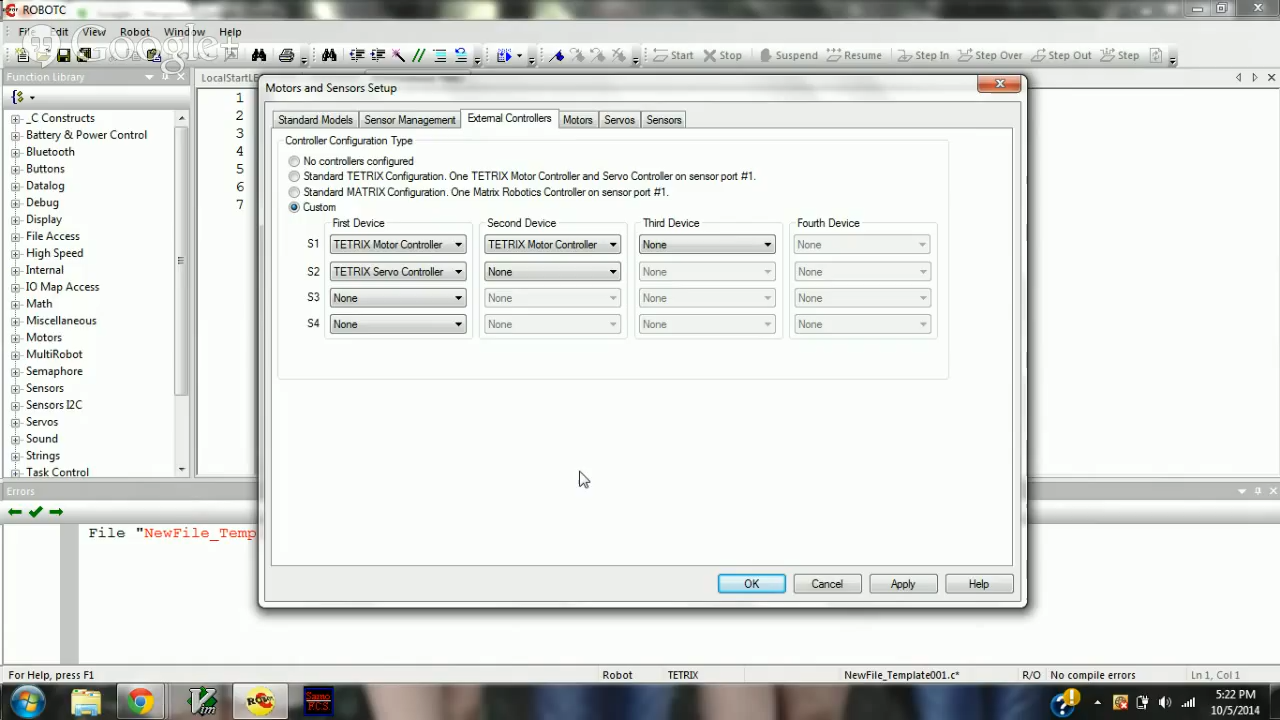 ROBOTC
File Edit View Robot Window Help
Google+
Start Stop Suspend Resume Step In Step Over Step Out Step
Function Library
LocalStartL
Motors and Sensors Setup
Standard Models Sensor Management External Controllers Motors Servos Sensors
Controller Configuration Type
No controllers configured
Standard TETRIX Configuration. One TETRIX Motor Controller and Servo Controller on sensor port #1.
Standard MATRIX Configuration. One Matrix Robotics Controller on sensor port #1.
Custom
First Device Second Device Third Device Fourth Device
S1 TETRIX Motor Controller TETRIX Motor Controller None None
S2 TETRIX Servo Controller None None None
S3 None None None None
S4 None None None None
OK Cancel Apply Help
1
2
3
4
5
6
7
_C Constructs
Battery & Power Control
Bluetooth
Buttons
Datalog
Debug
Display
File Access
High Speed
Internal
IO Map Access
Math
Miscellaneous
Motors
MultiRobot
Semaphore
Sensors
Sensors I2C
Servos
Sound
Strings
Task Control
Errors
File "NewFile_Temp
For Help, press F1 Robot TETRIX NewFile_Template001.c* R/O No compile errors Ln 1, Col 1
Samo
FCS
5:22 PM
10/5/2014